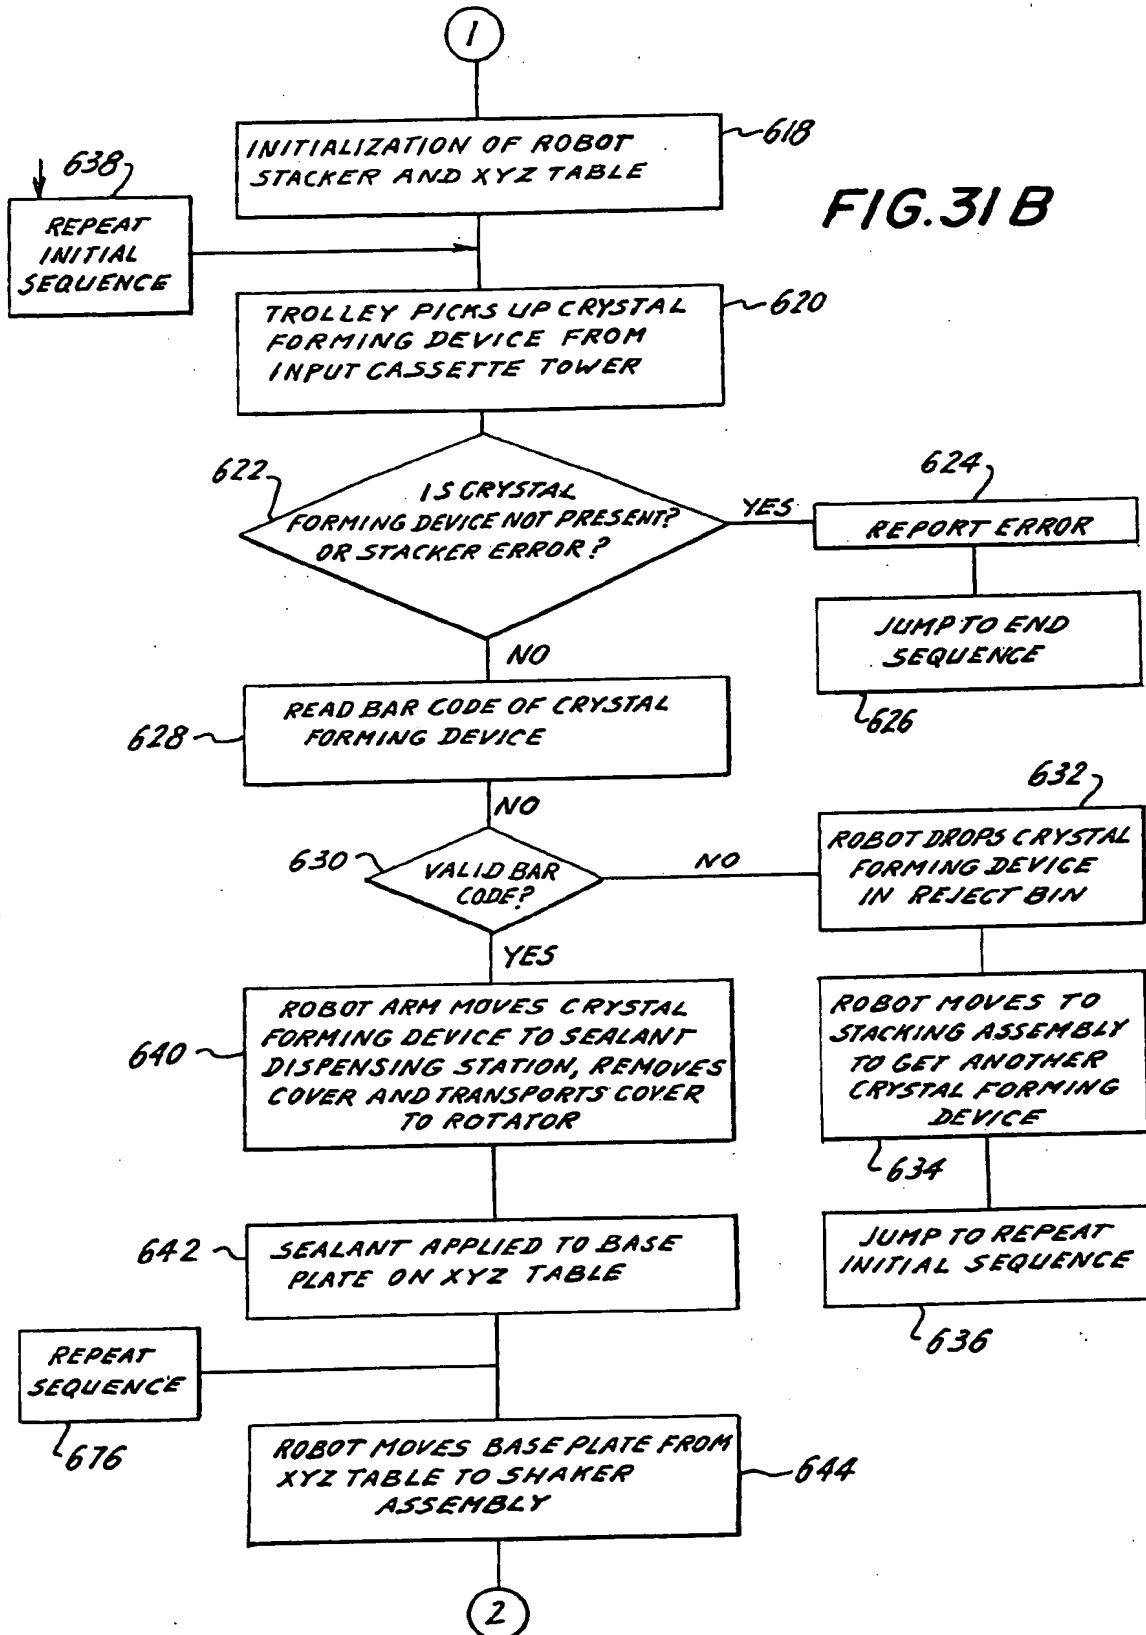 1
INITIALIZATION OF ROBOT
STACKER AND XYZ TABLE
618
638
REPEAT
INITIAL
SEQUENCE
FIG.31B
TROLLEY PICKS UP CRYSTAL
FORMING DEVICE FROM
INPUT CASSETTE TOWER
620
622
IS CRYSTAL
FORMING DEVICE NOT PRESENT?
OR STACKER ERROR?
YES
624
REPORT ERROR
JUMP TO END
SEQUENCE
626
NO
628
READ BAR CODE OF CRYSTAL
FORMING DEVICE
NO
630
VALID BAR
CODE?
NO
632
ROBOT DROPS CRYSTAL
FORMING DEVICE
IN REJECT BIN
YES
640
ROBOT ARM MOVES CRYSTAL
FORMING DEVICE TO SEALANT
DISPENSING STATION, REMOVES
COVER AND TRANSPORTS COVER
TO ROTATOR
ROBOT MOVES TO
STACKING ASSEMBLY
TO GET ANOTHER
CRYSTAL FORMING
DEVICE
634
642
SEALANT APPLIED TO BASE
PLATE ON XYZ TABLE
JUMP TO REPEAT
INITIAL SEQUENCE
636
REPEAT
SEQUENCE
676
ROBOT MOVES BASE PLATE FROM
XYZ TABLE TO SHAKER
ASSEMBLY
644
2